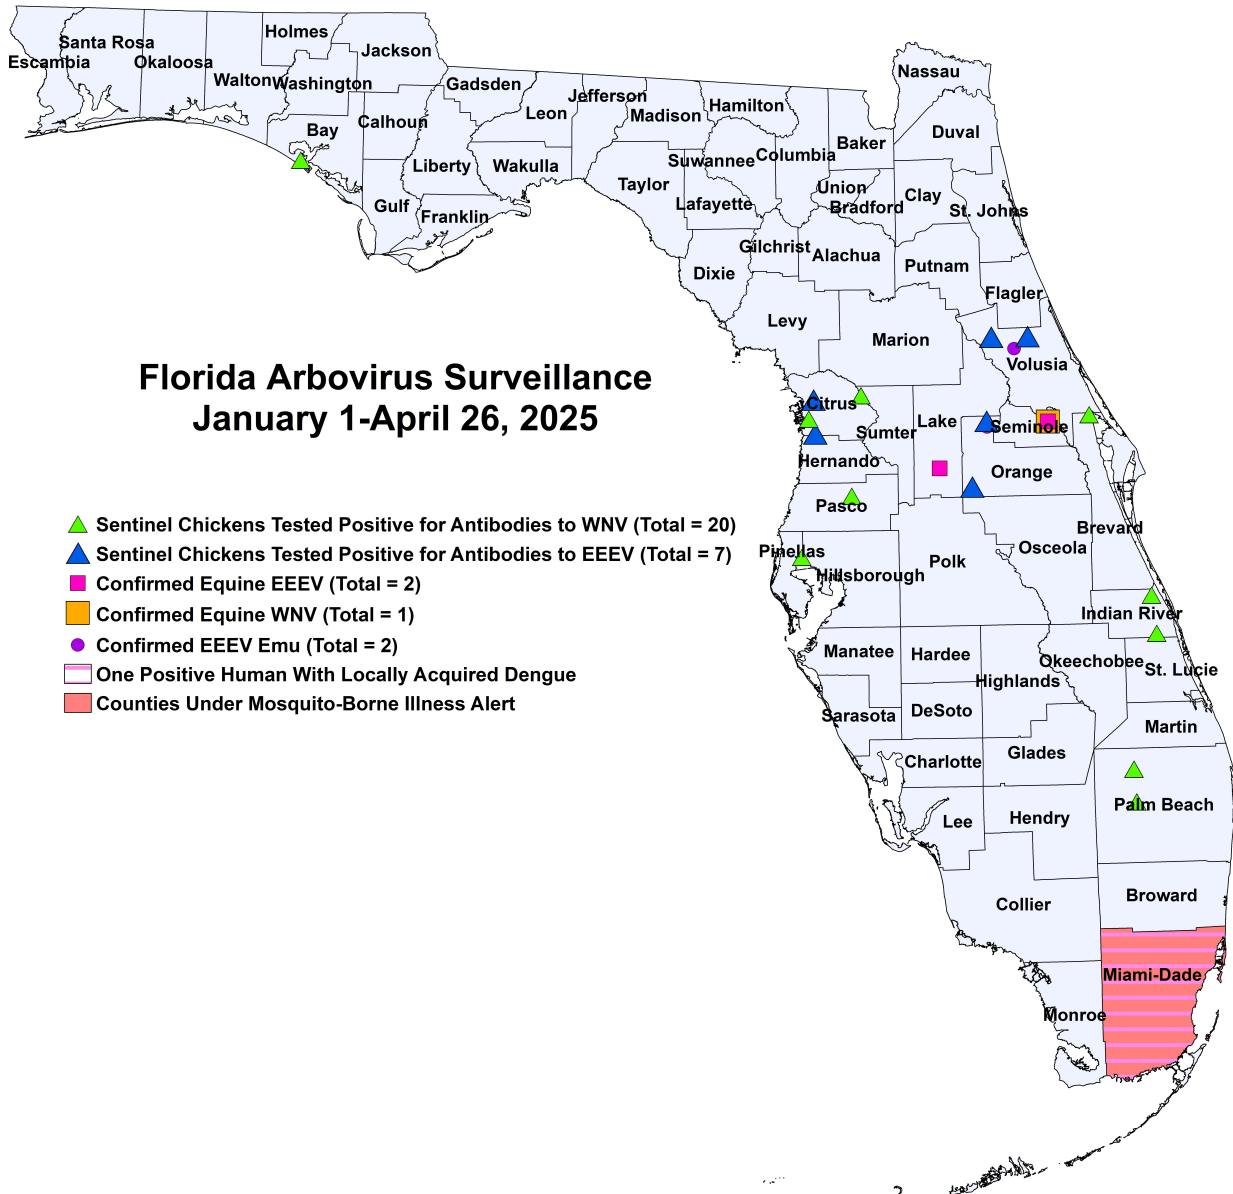 Holmes
Santa Rosa
Jackson
Escambia
Okaloosa
Walton
Washington
Gadsden
Nassau
Jefferson
Hamilton
Leon
Madison
Calhoun
Bay
Duval
Baker
Suwannee
Columbia
Liberty
Wakulla
Taylor
Union
Clay
Lafayette
Bradford
St. Johns
Gulf
Franklin
Gilchrist
Alachua
Dixie
Putnam
Flagler
Levy
Marion
Volusia
Florida Arbovirus Surveillance
January 1-April 26, 2025
Citrus
Lake
Seminole
Sumter
Hernando
Orange
Pasco
Sentinel Chickens Tested Positive for Antibodies to WNV (Total = 20)
Sentinel Chickens Tested Positive for Antibodies to EEEV (Total = 7)
Confirmed Equine EEEV (Total = 2)
Confirmed Equine WNV (Total = 1)
Confirmed EEEV Emu (Total = 2)
One Positive Human With Locally Acquired Dengue
Counties Under Mosquito-Borne Illness Alert
Brevard
Osceola
Pinellas
Polk
Hillsborough
Indian River
Manatee
Hardee
Okeechobee
St. Lucie
Highlands
Sarasota
DeSoto
Martin
Glades
Charlotte
Palm Beach
Lee
Hendry
Broward
Collier
Miami-Dade
Monroe